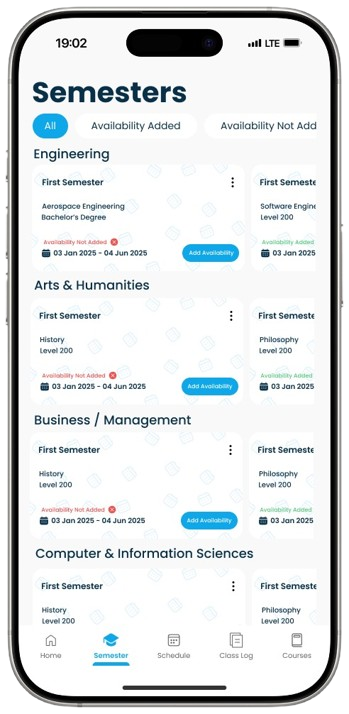 19:02
LTE
Semesters
All
Availability Added
Availability Not Add
Engineering
First Semester
Aerospace Engineering
Bachelor's Degree
Availability Not Added
03 Jan 2025 - 04 Jun 2025
Add Availability
First Semeste
Software Engine
Level 200
Availability Added
03 Jan 2025
Arts & Humanities
First Semester
History
Level 200
Availability Not Added
03 Jan 2025 - 04 Jun 2025
Add Availability
First Semeste
Philosophy
Level 200
Availability Added
03 Jan 2025
Business / Management
First Semester
History
Level 200
Availability Not Added
03 Jan 2025 - 04 Jun 2025
Add Availability
First Semeste
Philosophy
Level 200
Availability Added
03 Jan 2025
Computer & Information Sciences
First Semester
History
Level 200
First Semeste
Philosophy
Level 200
Home
Semester
Schedule
Class Log
Courses